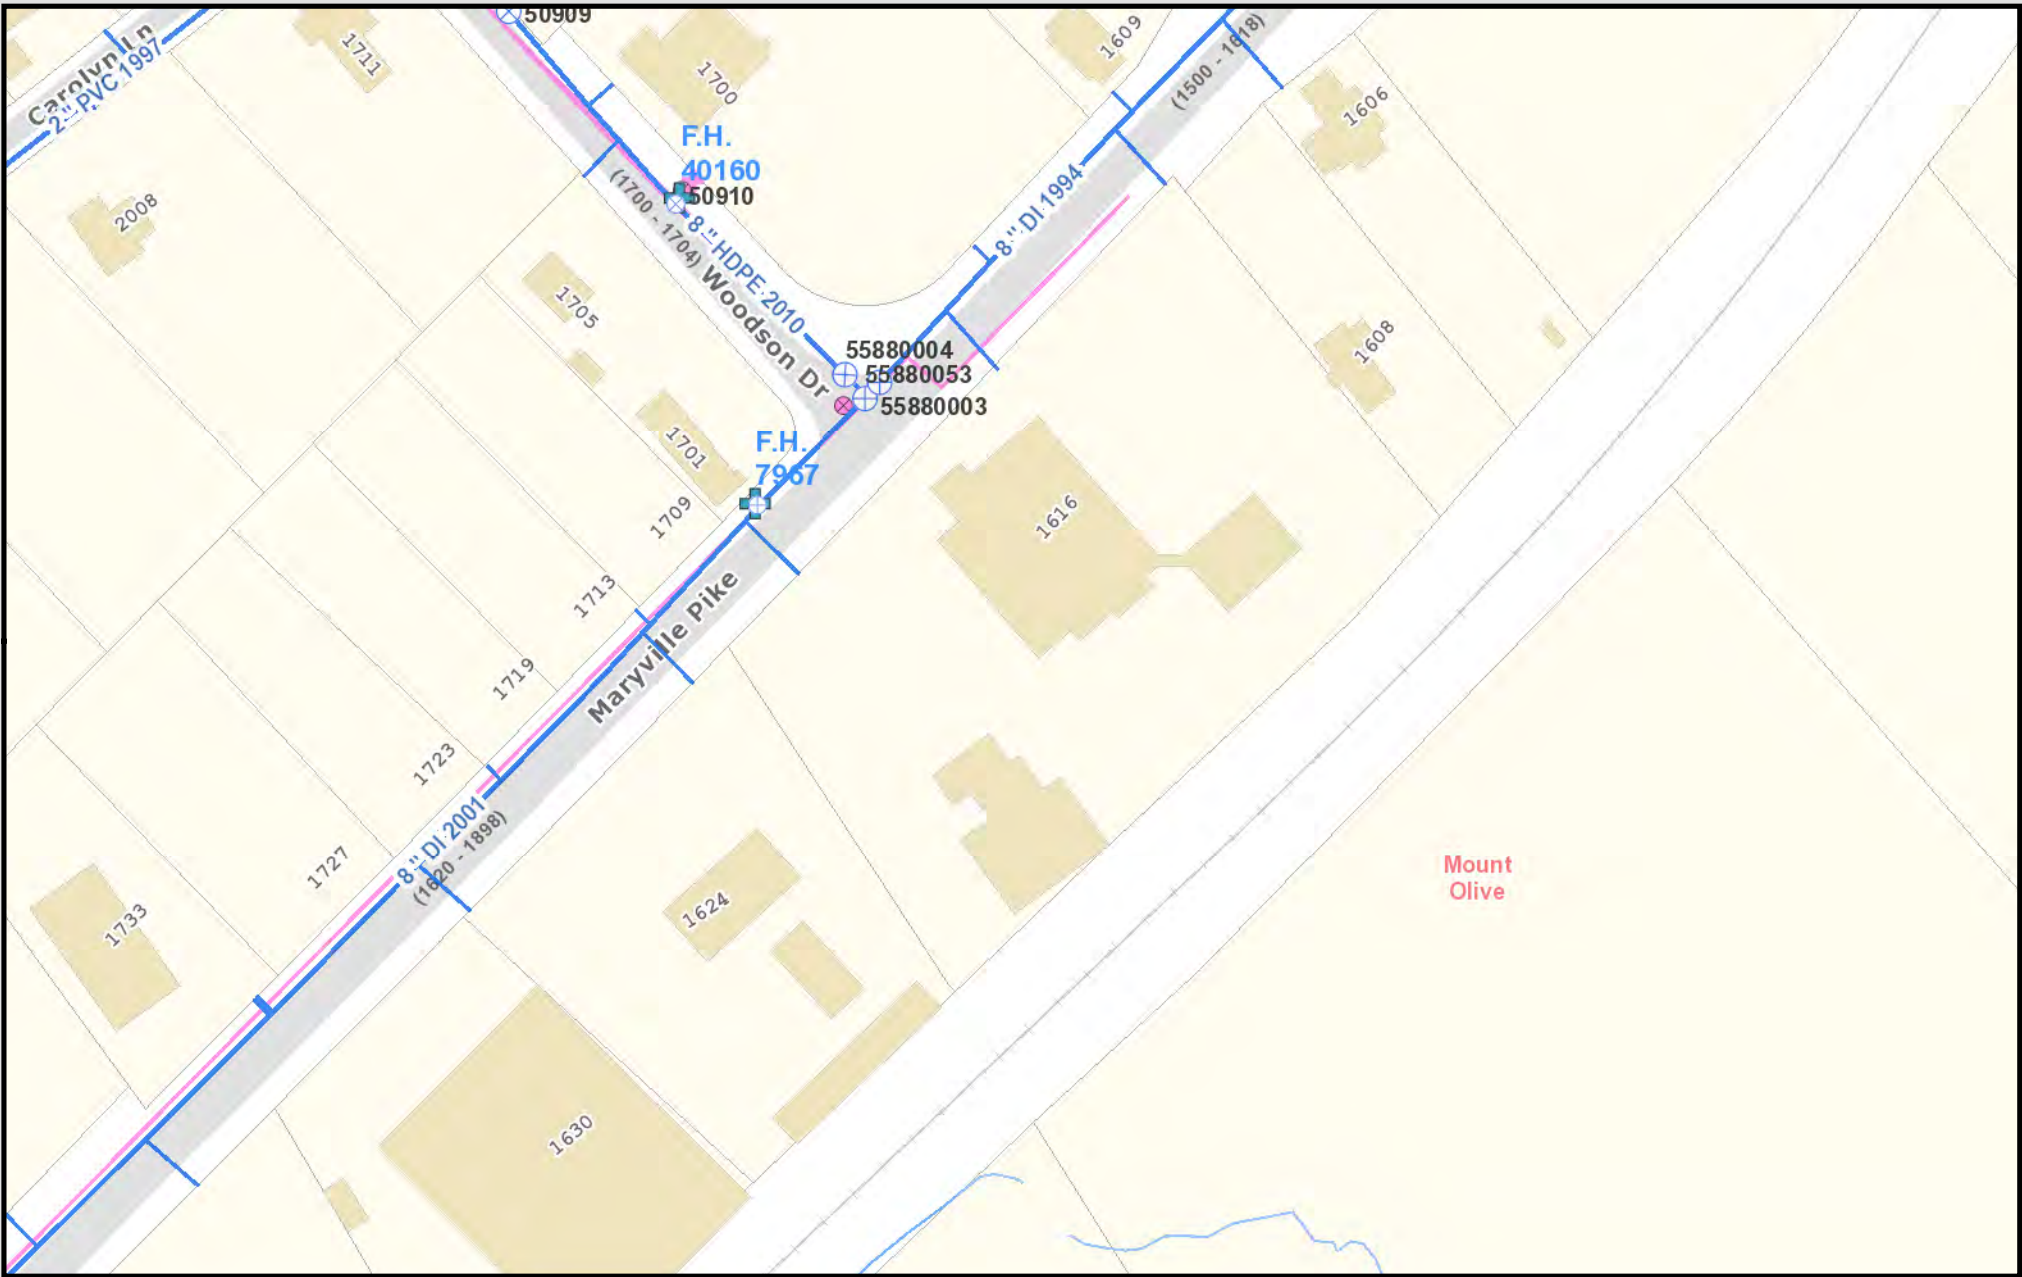 50909
Carolyn Ln
2 " PVC 1997
1711
1700
1609
(1500 - 1618)
1606
F.H.
40160
50910
2008
(1700 - 1704)
8 " HDPE 2010
Woodson Dr
8 " DI 1994
1705
1608
55880004
55880053
55880003
1701
F.H.
7967
1709
1616
1713
Maryville Pike
1719
1723
8 " DI 2001
(1620 - 1898)
1727
Mount
Olive
1733
1624
1630